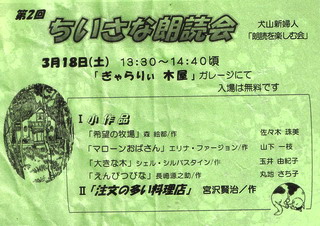 第2回
ちいさな朗読会
犬山新婦人
「朗読を楽しむ会」
3月18日(土) 13:30〜14:40頃
「ぎゃらりぃ 木屋」ガレージにて
入場は無料です
Ⅰ 小作品
「希望の牧場」 森 絵都/作 佐々木 珠美
「マローンおばさん」エリナ・ファージョン/作 山下 一枝
「大きな木」シェル・シルバスタイン/作 玉井 由紀子
「えんぴつびな」長崎源之助/作 丸地 さち子
Ⅱ「注文の多い料理店」 宮沢賢治/作